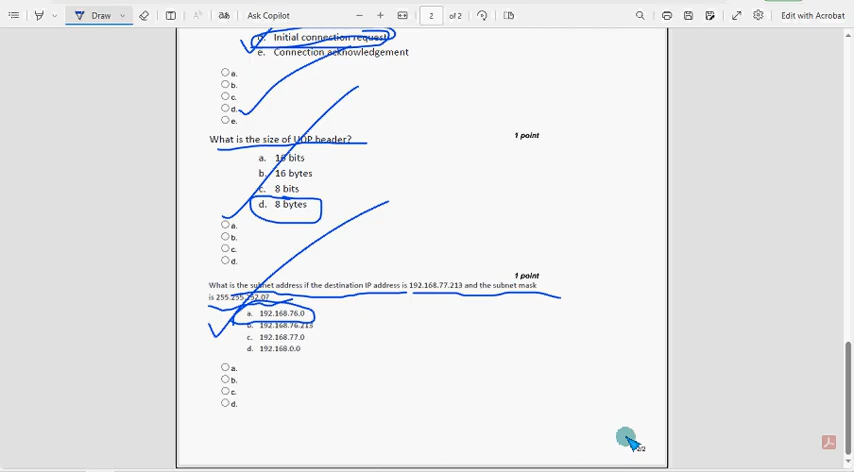 Draw
Ask Copilot
2
of 2
Edit with Acrobat
d. Initial connection request
e. Connection acknowledgement
a.
b.
c.
d.
e.
What is the size of UDP header?
1 point
a. 16 bits
b. 16 bytes
c. 8 bits
d. 8 bytes
a.
b.
c.
d.
1 point
What is the subnet address if the destination IP address is 192.168.77.213 and the subnet mask
is 255.255.252.0?
a. 192.168.76.0
b. 192.168.76.213
c. 192.168.77.0
d. 192.168.0.0
a.
b.
c.
d.
2/2